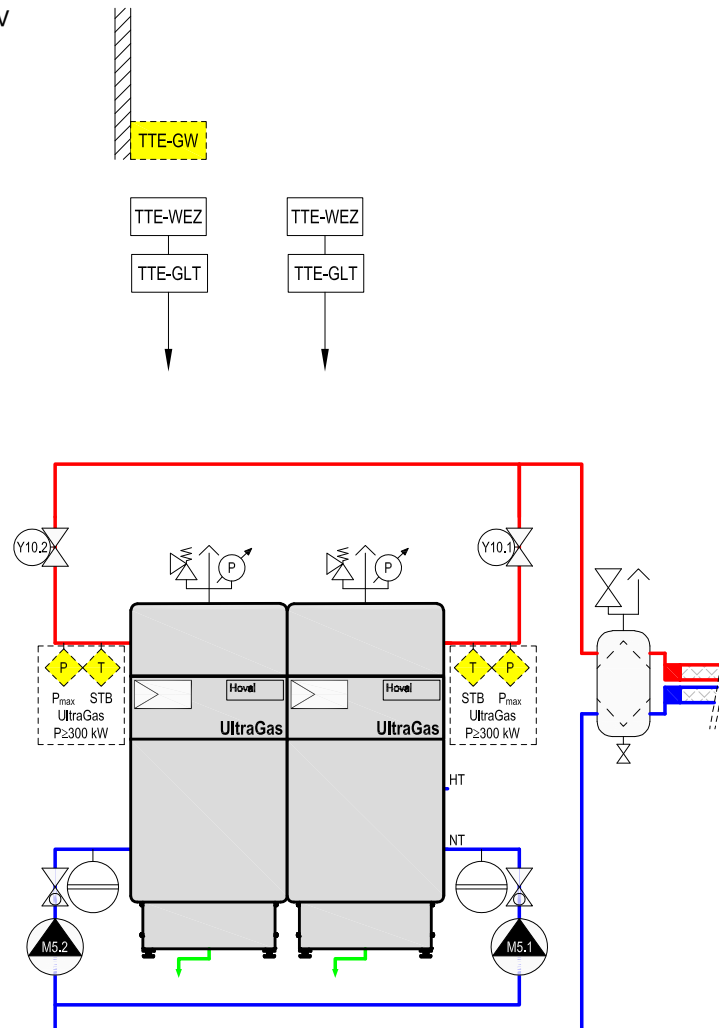 V
TTE-GW
TTE-WEZ
TTE-WEZ
TTE-GLT
TTE-GLT
Y10.2
Y10.1
P
P
P
T
T
P
Pmax STB
UltraGas
P≥300 kW
STB Pmax
UltraGas
P≥300 kW
Hoval
Hoval
UltraGas
UltraGas
HT
NT
M5.2
M5.1